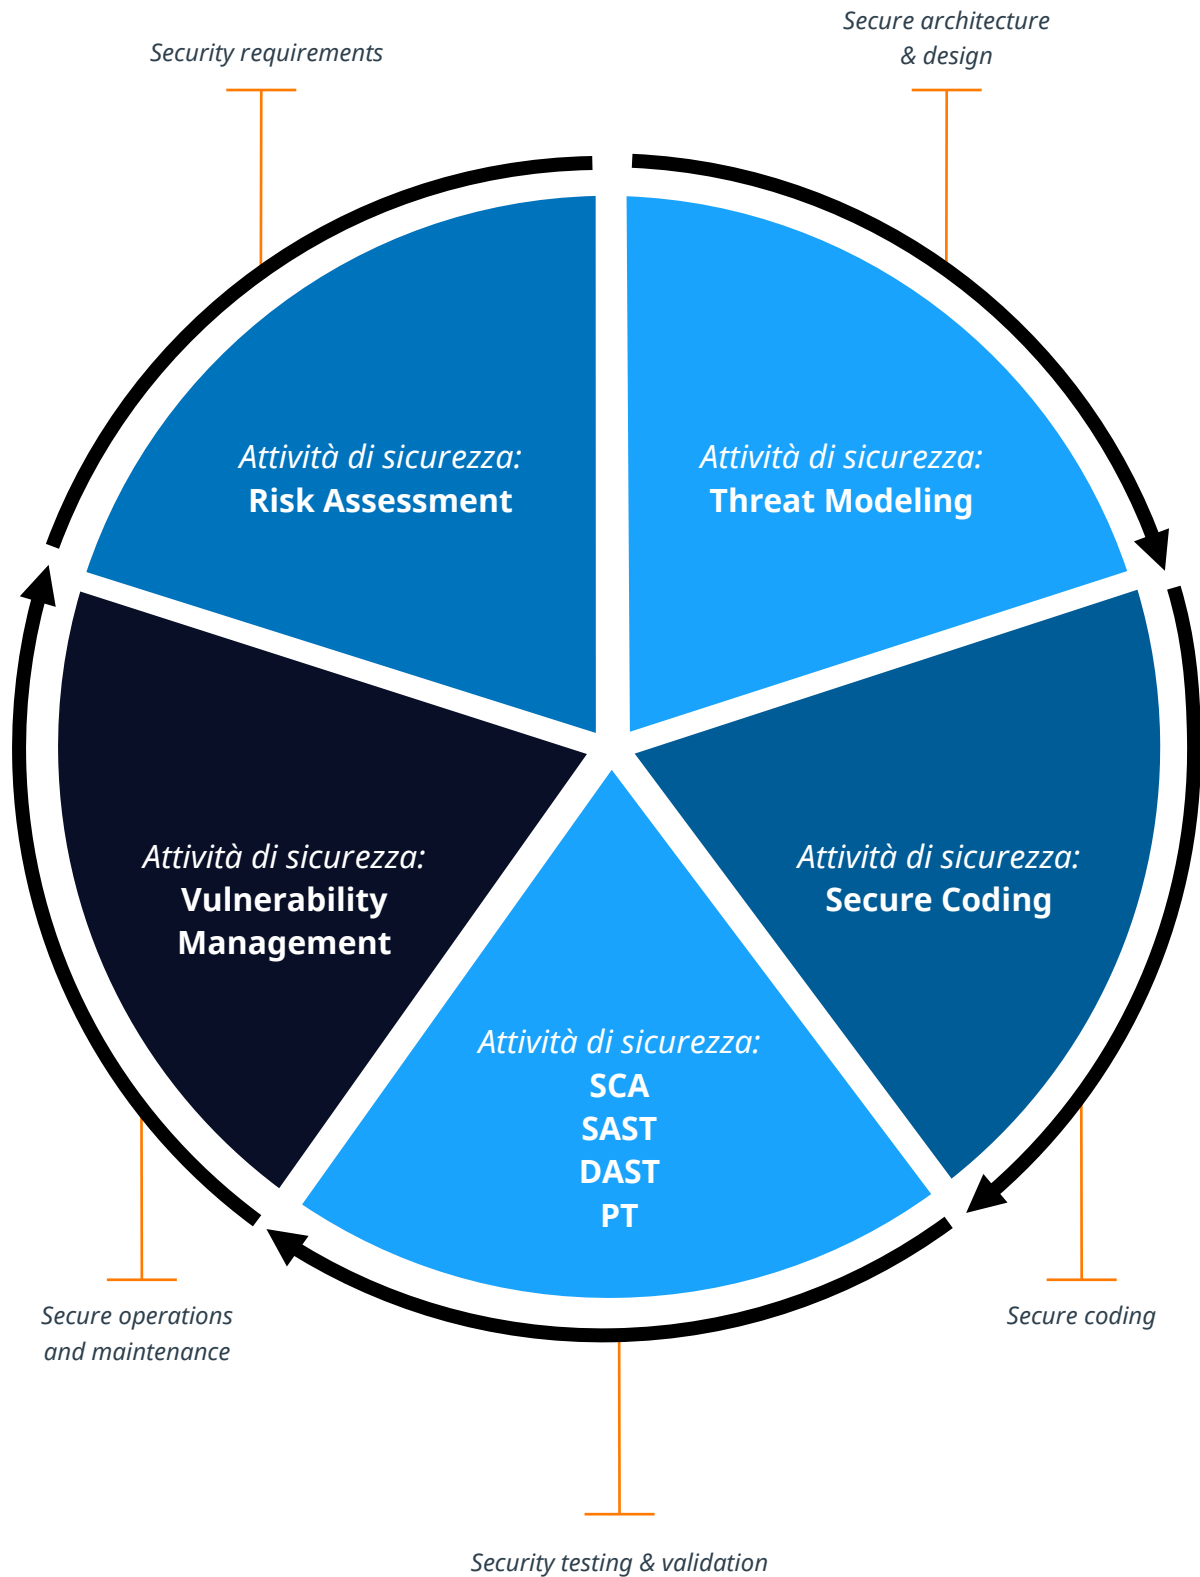 Security requirements
Secure architecture
& design
Attività di sicurezza:
Risk Assessment
Attività di sicurezza:
Threat Modeling
Attività di sicurezza:
Vulnerability
Management
Attività di sicurezza:
Secure Coding
Attività di sicurezza:
SCA
SAST
DAST
PT
Secure operations
and maintenance
Secure coding
Security testing & validation